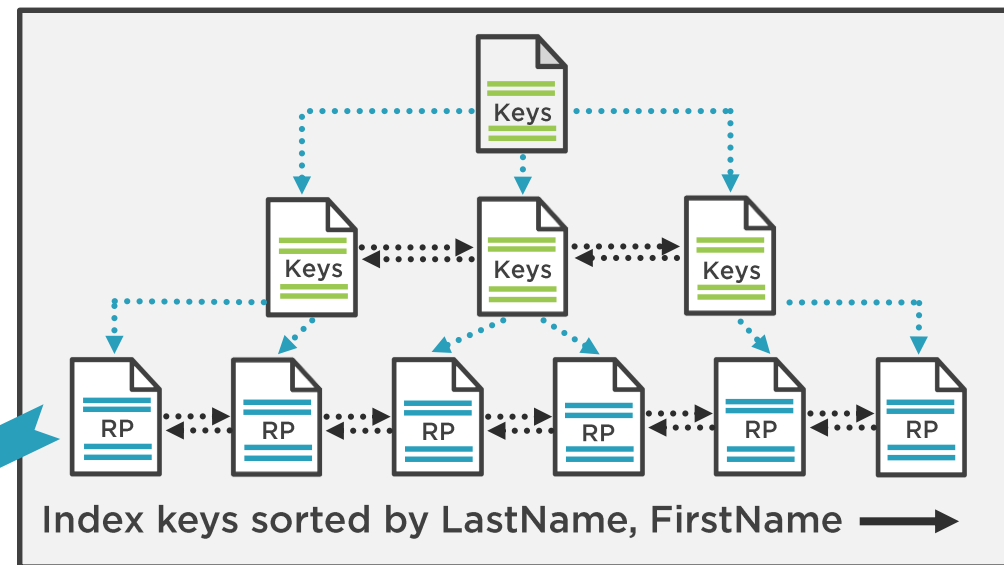 Keys
Keys Keys Keys
RP RP RP RP RP RP
Index keys sorted by LastName, FirstName